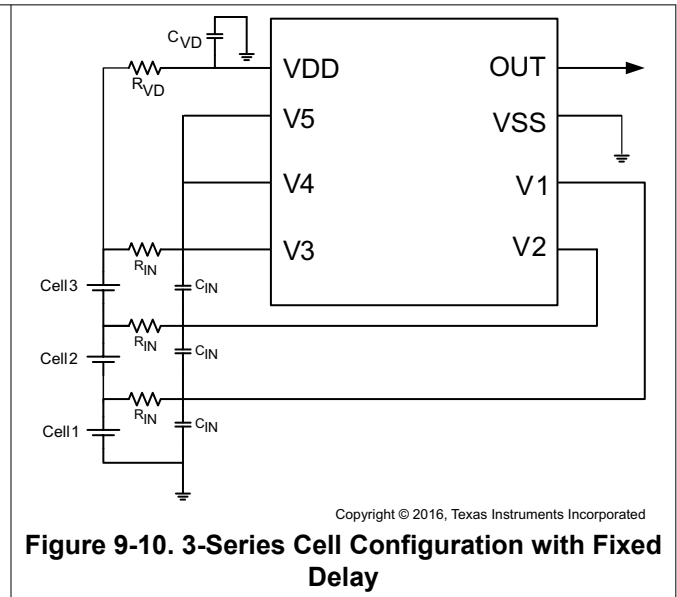 C_VD
R_VD
VDD
OUT
V5
VSS
V4
V1
V3
V2
R_IN
Cell3
C_IN
R_IN
Cell2
C_IN
R_IN
Cell1
C_IN
Copyright © 2016, Texas Instruments Incorporated
Figure 9-10. 3-Series Cell Configuration with Fixed
Delay